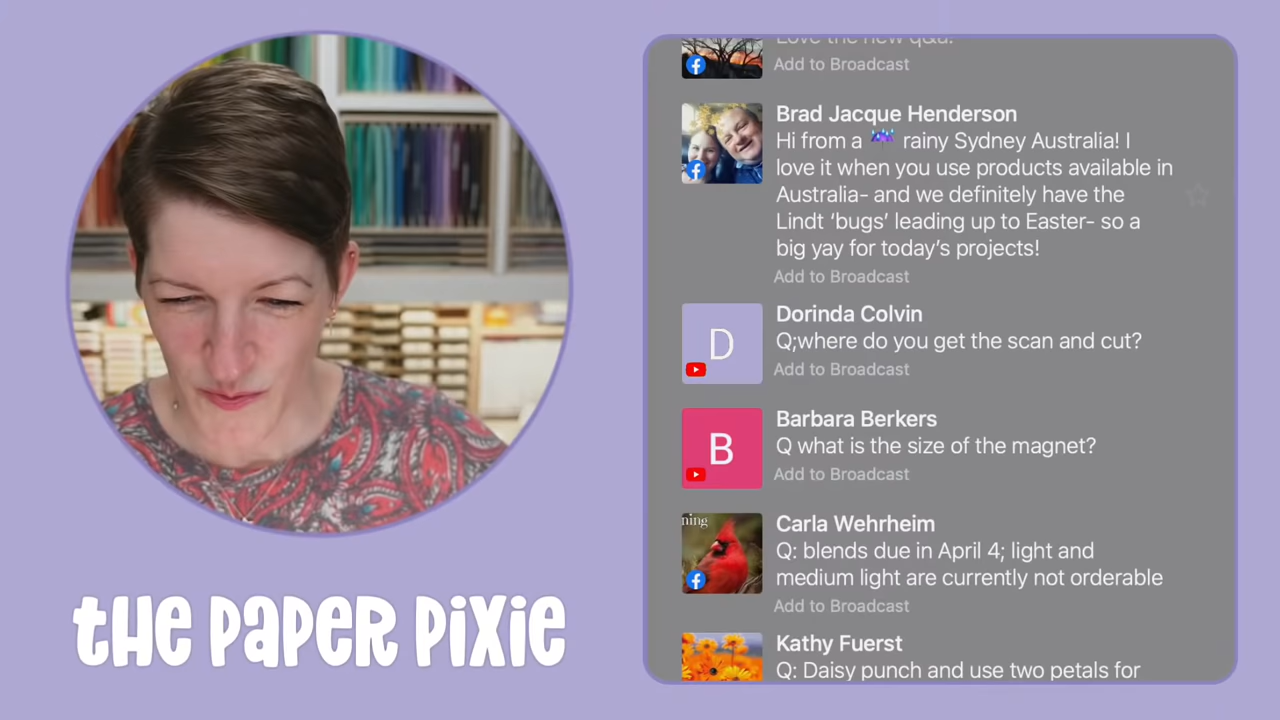 Love the new q&a!
Add to Broadcast
Brad Jacque Henderson
Hi from a ☔ rainy Sydney Australia! I
love it when you use products available in
Australia- and we definitely have the
Lindt ‘bugs’ leading up to Easter- so a
big yay for today’s projects!
Add to Broadcast
D
Dorinda Colvin
Q;where do you get the scan and cut?
Add to Broadcast
B
Barbara Berkers
Q what is the size of the magnet?
Add to Broadcast
ning
Carla Wehrheim
Q: blends due in April 4; light and
medium light are currently not orderable
Add to Broadcast
Kathy Fuerst
Q: Daisy punch and use two petals for
the paper pixie